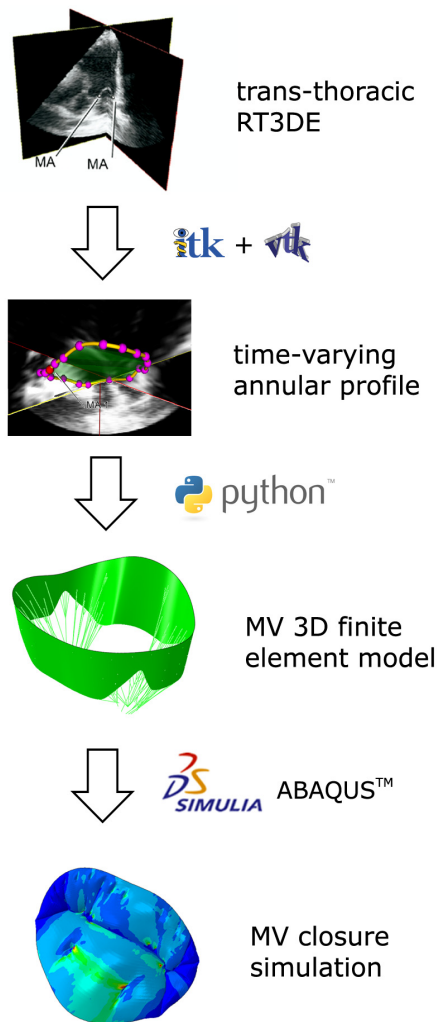 trans-thoracic
RT3DE
MA MA
itk + vtk
time-varying
annular profile
MA
python™
MV 3D finite
element model
DS
SIMULIA ABAQUS™
MV closure
simulation